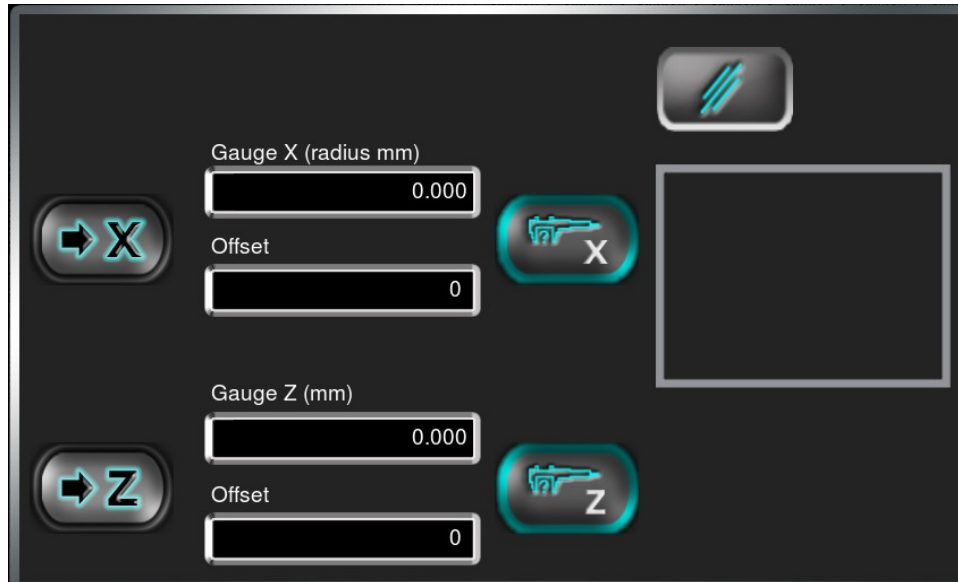 Gauge X (radius mm)
0.000
X
?
X
Offset
0
Gauge Z (mm)
0.000
Z
?
Z
Offset
0